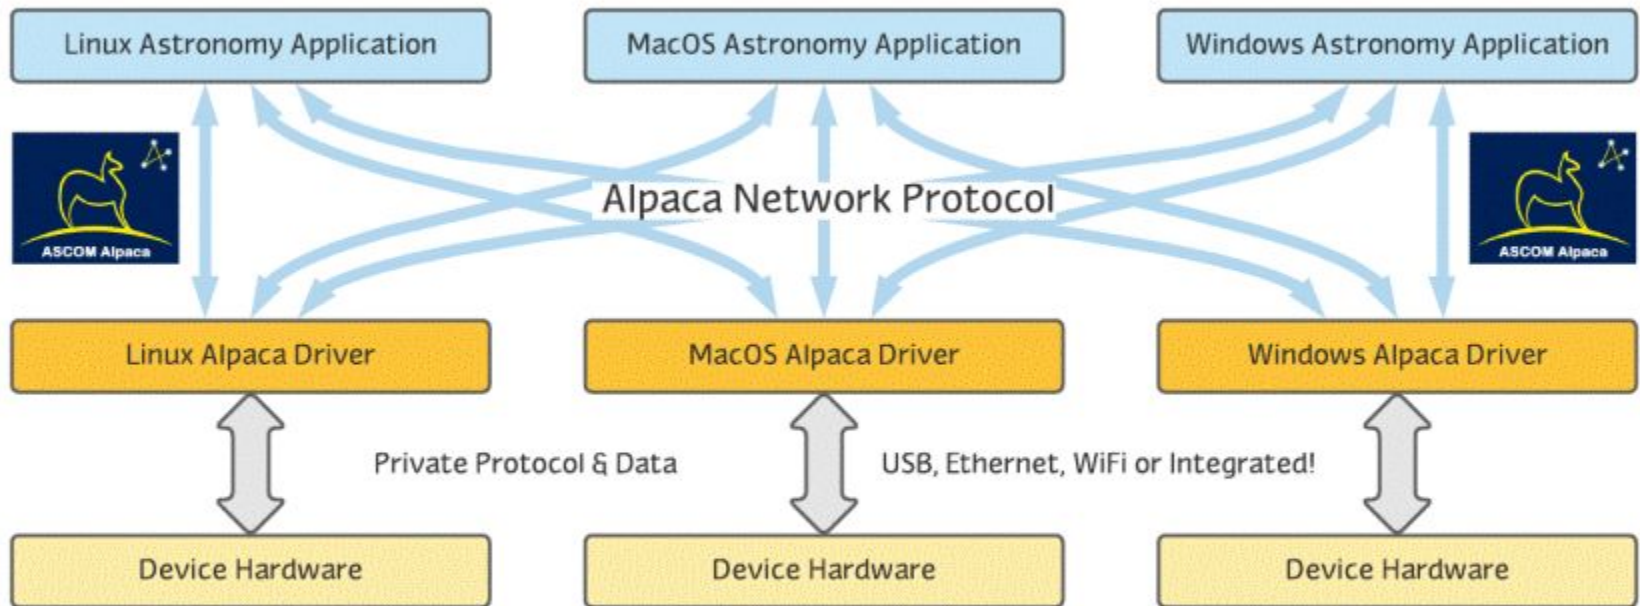 Linux Astronomy Application
MacOS Astronomy Application
Windows Astronomy Application
ASCOM Alpaca
Alpaca Network Protocol
ASCOM Alpaca
Linux Alpaca Driver
MacOS Alpaca Driver
Windows Alpaca Driver
Private Protocol & Data
USB, Ethernet, WiFi or Integrated!
Device Hardware
Device Hardware
Device Hardware